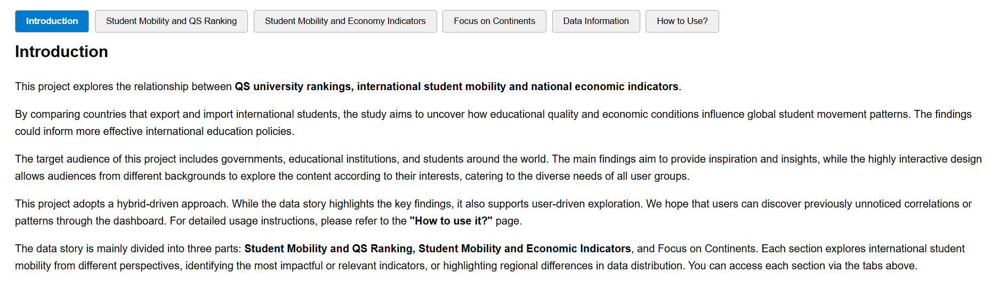 Introduction
Student Mobility and QS Ranking
Student Mobility and Economy Indicators
Focus on Continents
Data Information
How to Use?
Introduction
This project explores the relationship between QS university rankings, international student mobility and national economic indicators.
By comparing countries that export and import international students, the study aims to uncover how educational quality and economic conditions influence global student movement patterns. The findings
could inform more effective international education policies.
The target audience of this project includes governments, educational institutions, and students around the world. The main findings aim to provide inspiration and insights, while the highly interactive design
allows audiences from different backgrounds to explore the content according to their interests, catering to the diverse needs of all user groups.
This project adopts a hybrid-driven approach. While the data story highlights the key findings, it also supports user-driven exploration. We hope that users can discover previously unnoticed correlations or
patterns through the dashboard. For detailed usage instructions, please refer to the "How to use it?" page.
The data story is mainly divided into three parts: Student Mobility and QS Ranking, Student Mobility and Economic Indicators, and Focus on Continents. Each section explores international student
mobility from different perspectives, identifying the most impactful or relevant indicators, or highlighting regional differences in data distribution. You can access each section via the tabs above.